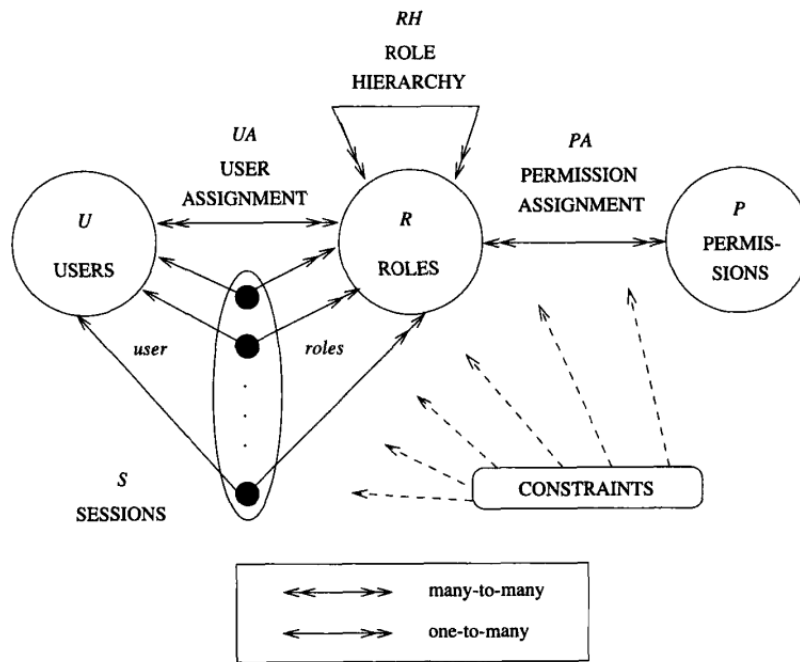 RH
ROLE
HIERARCHY
UA
USER
ASSIGNMENT
PA
PERMISSION
ASSIGNMENT
U
USERS
R
ROLES
P
PERMIS-
SIONS
user
roles
S
SESSIONS
CONSTRAINTS
many-to-many
one-to-many